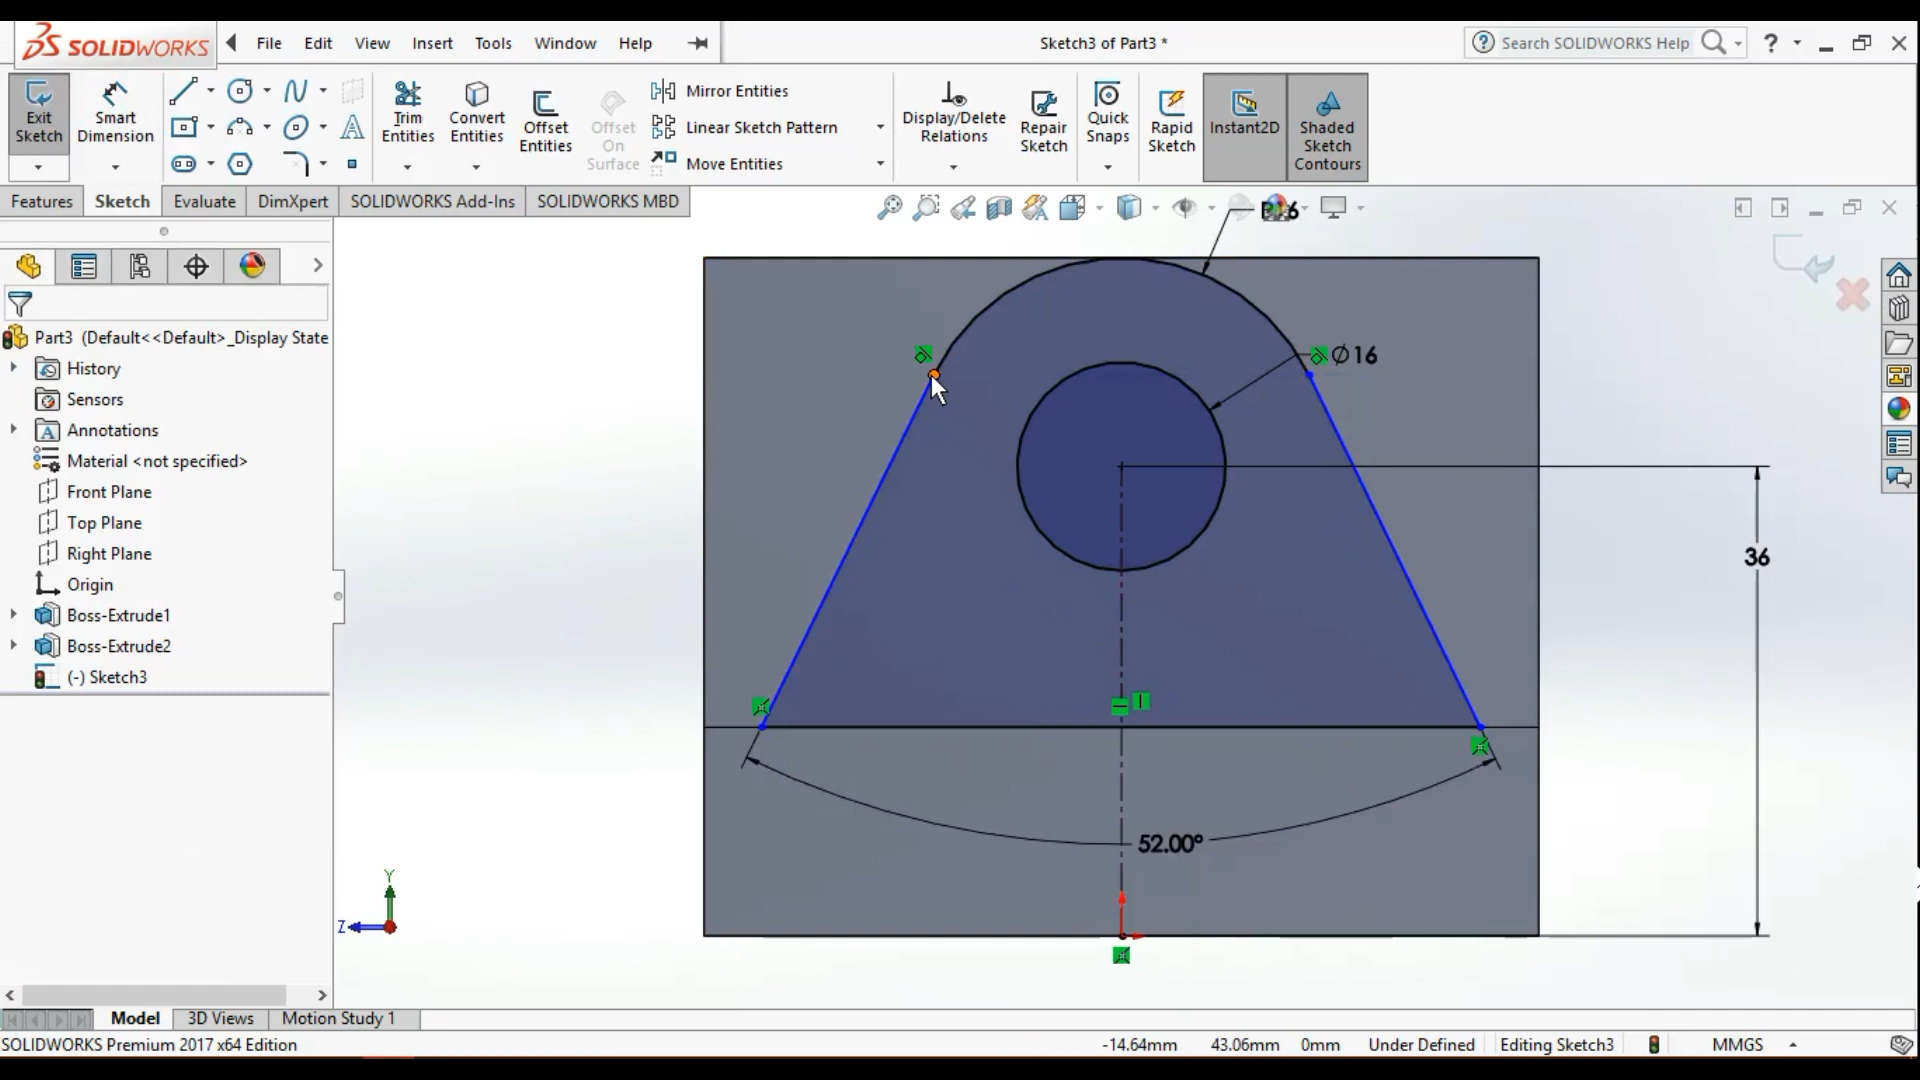 SOLIDWORKS
File Edit View Insert Tools Window Help
Sketch3 of Part3 *
Search SOLIDWORKS Help
?
Exit Sketch
Smart Dimension
Trim Entities
Convert Entities
Offset Entities
Offset On Surface
Mirror Entities
Linear Sketch Pattern
Move Entities
Display/Delete Relations
Repair Sketch
Quick Snaps
Rapid Sketch
Instant2D
Shaded Sketch Contours
Features Sketch Evaluate DimXpert SOLIDWORKS Add-Ins SOLIDWORKS MBD
Part3 (Default<<Default>_Display State
History
Sensors
Annotations
Material <not specified>
Front Plane
Top Plane
Right Plane
Origin
Boss-Extrude1
Boss-Extrude2
(-) Sketch3
∅16
36
52.00°
Y
Z
Model 3D Views Motion Study 1
SOLIDWORKS Premium 2017 x64 Edition
-14.64mm 43.06mm 0mm Under Defined Editing Sketch3 MMGS